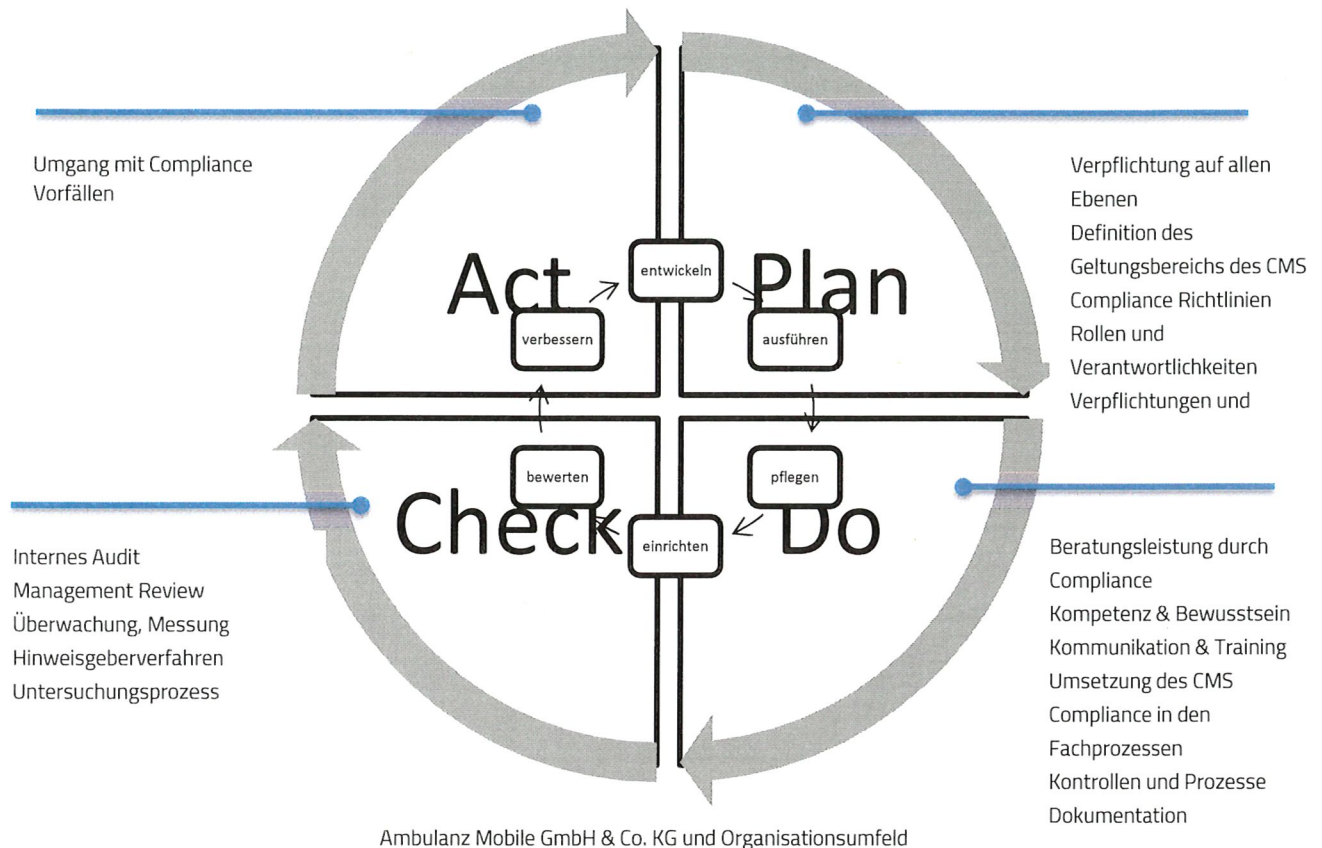 Umgang mit Compliance
Vorfällen
Verpflichtung auf allen
Ebenen
Definition des
Geltungsbereichs des CMS
Compliance Richtlinien
Rollen und
Verantwortlichkeiten
Verpflichtungen und
Act
Plan
entwickeln
verbessern
ausführen
bewerten
pflegen
einrichten
Check
Do
Internes Audit
Management Review
Überwachung, Messung
Hinweisgeberverfahren
Untersuchungsprozess
Beratungsleistung durch
Compliance
Kompetenz & Bewusstsein
Kommunikation & Training
Umsetzung des CMS
Compliance in den
Fachprozessen
Kontrollen und Prozesse
Dokumentation
Ambulanz Mobile GmbH & Co. KG und Organisationsumfeld